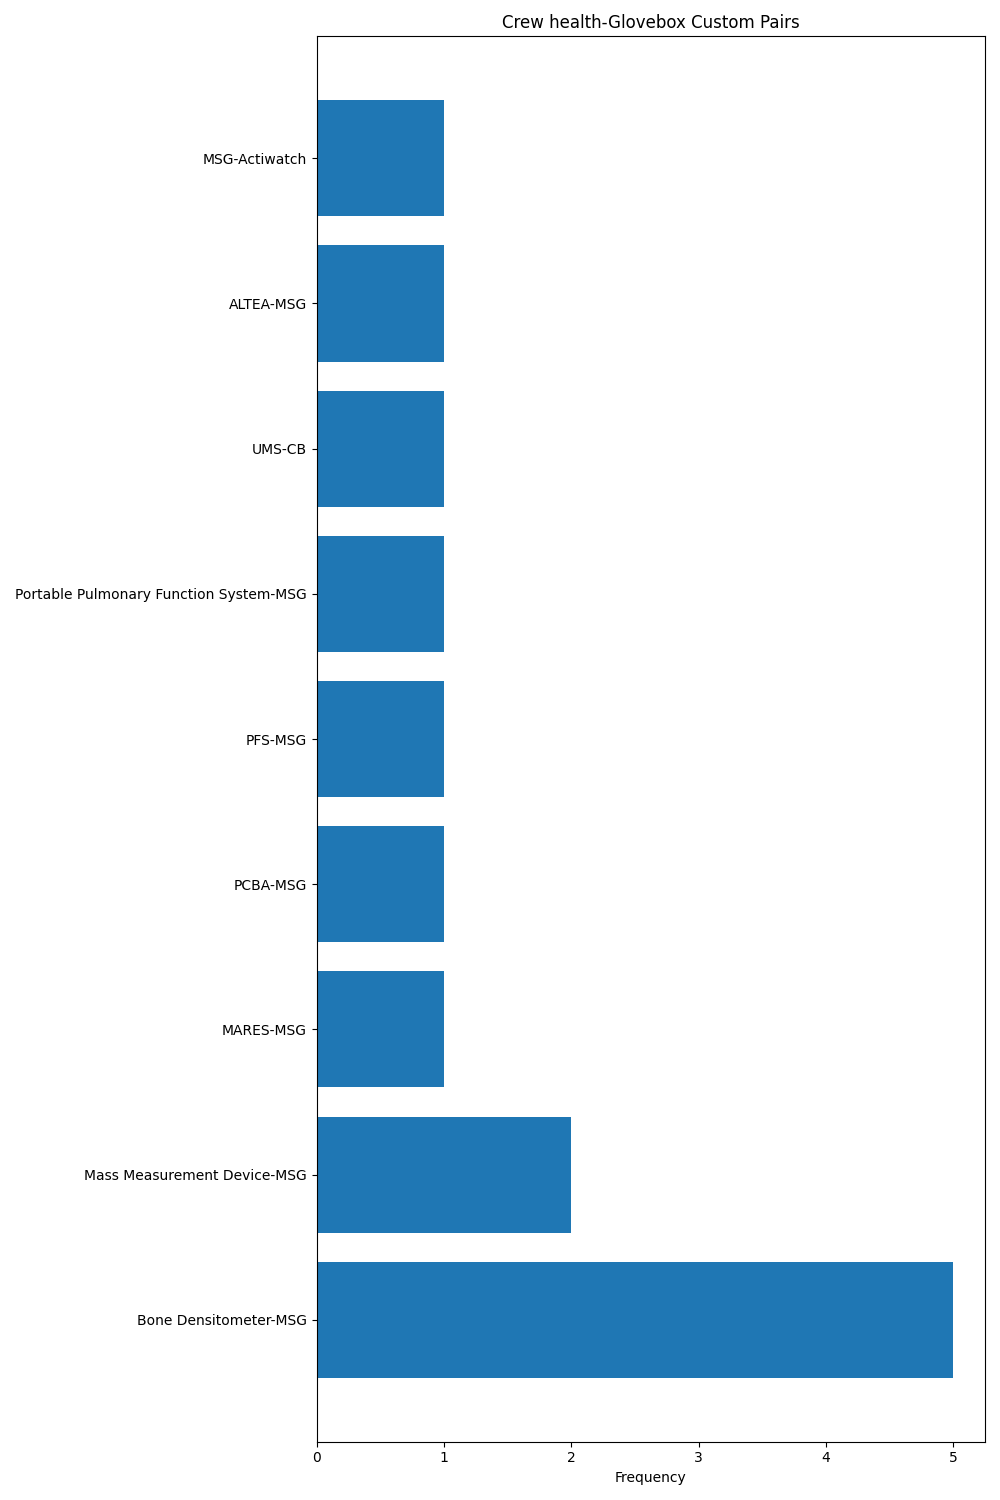 Crew health-Glovebox Custom Pairs
MSG-Actiwatch
ALTEA-MSG
UMS-CB
Portable Pulmonary Function System-MSG
PFS-MSG
PCBA-MSG
MARES-MSG
Mass Measurement Device-MSG
Bone Densitometer-MSG
0 1 2 3 4 5
Frequency